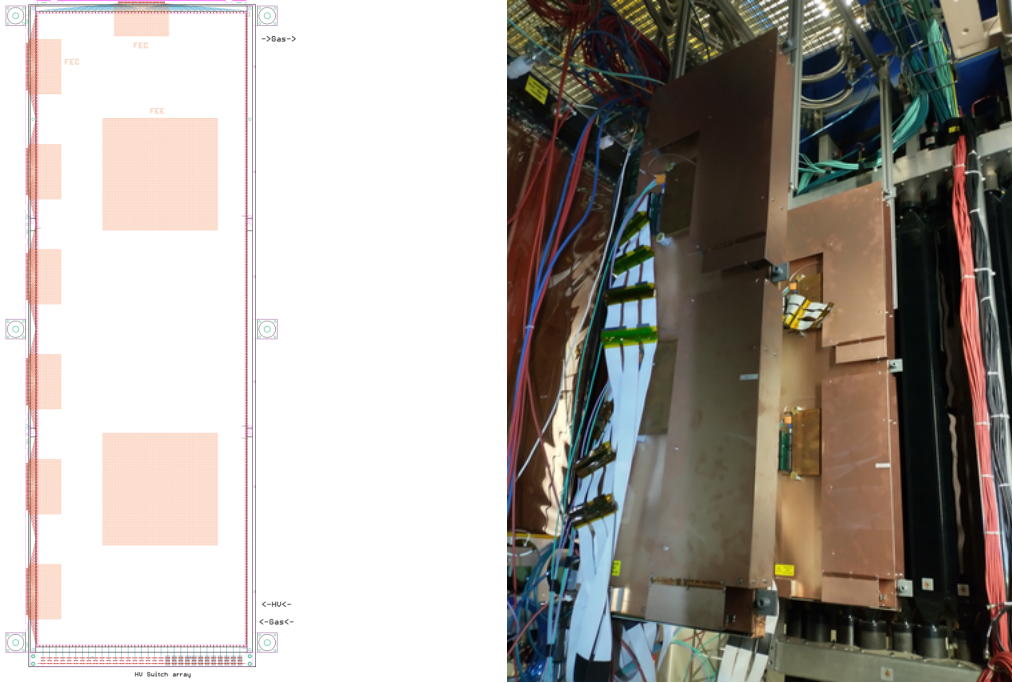 ->Gas->
FEC
FEC
FEE
<-HV<-
<-Gas<-
HV Switch array